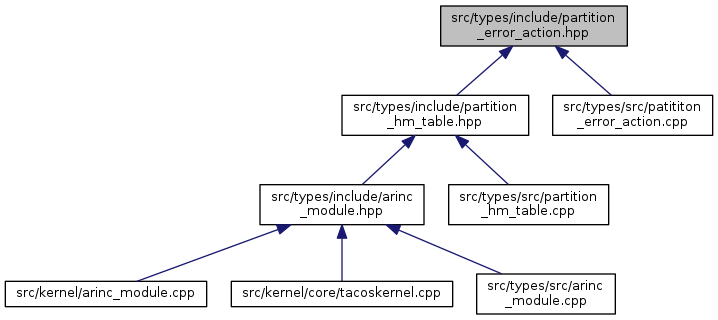 src/types/include/partition
_error_action.hpp
src/types/include/partition
_hm_table.hpp
src/types/src/patititon
_error_action.cpp
src/types/include/arinc
_module.hpp
src/types/src/partition
_hm_table.cpp
src/kernel/arinc_module.cpp
src/kernel/core/tacoskernel.cpp
src/types/src/arinc
_module.cpp